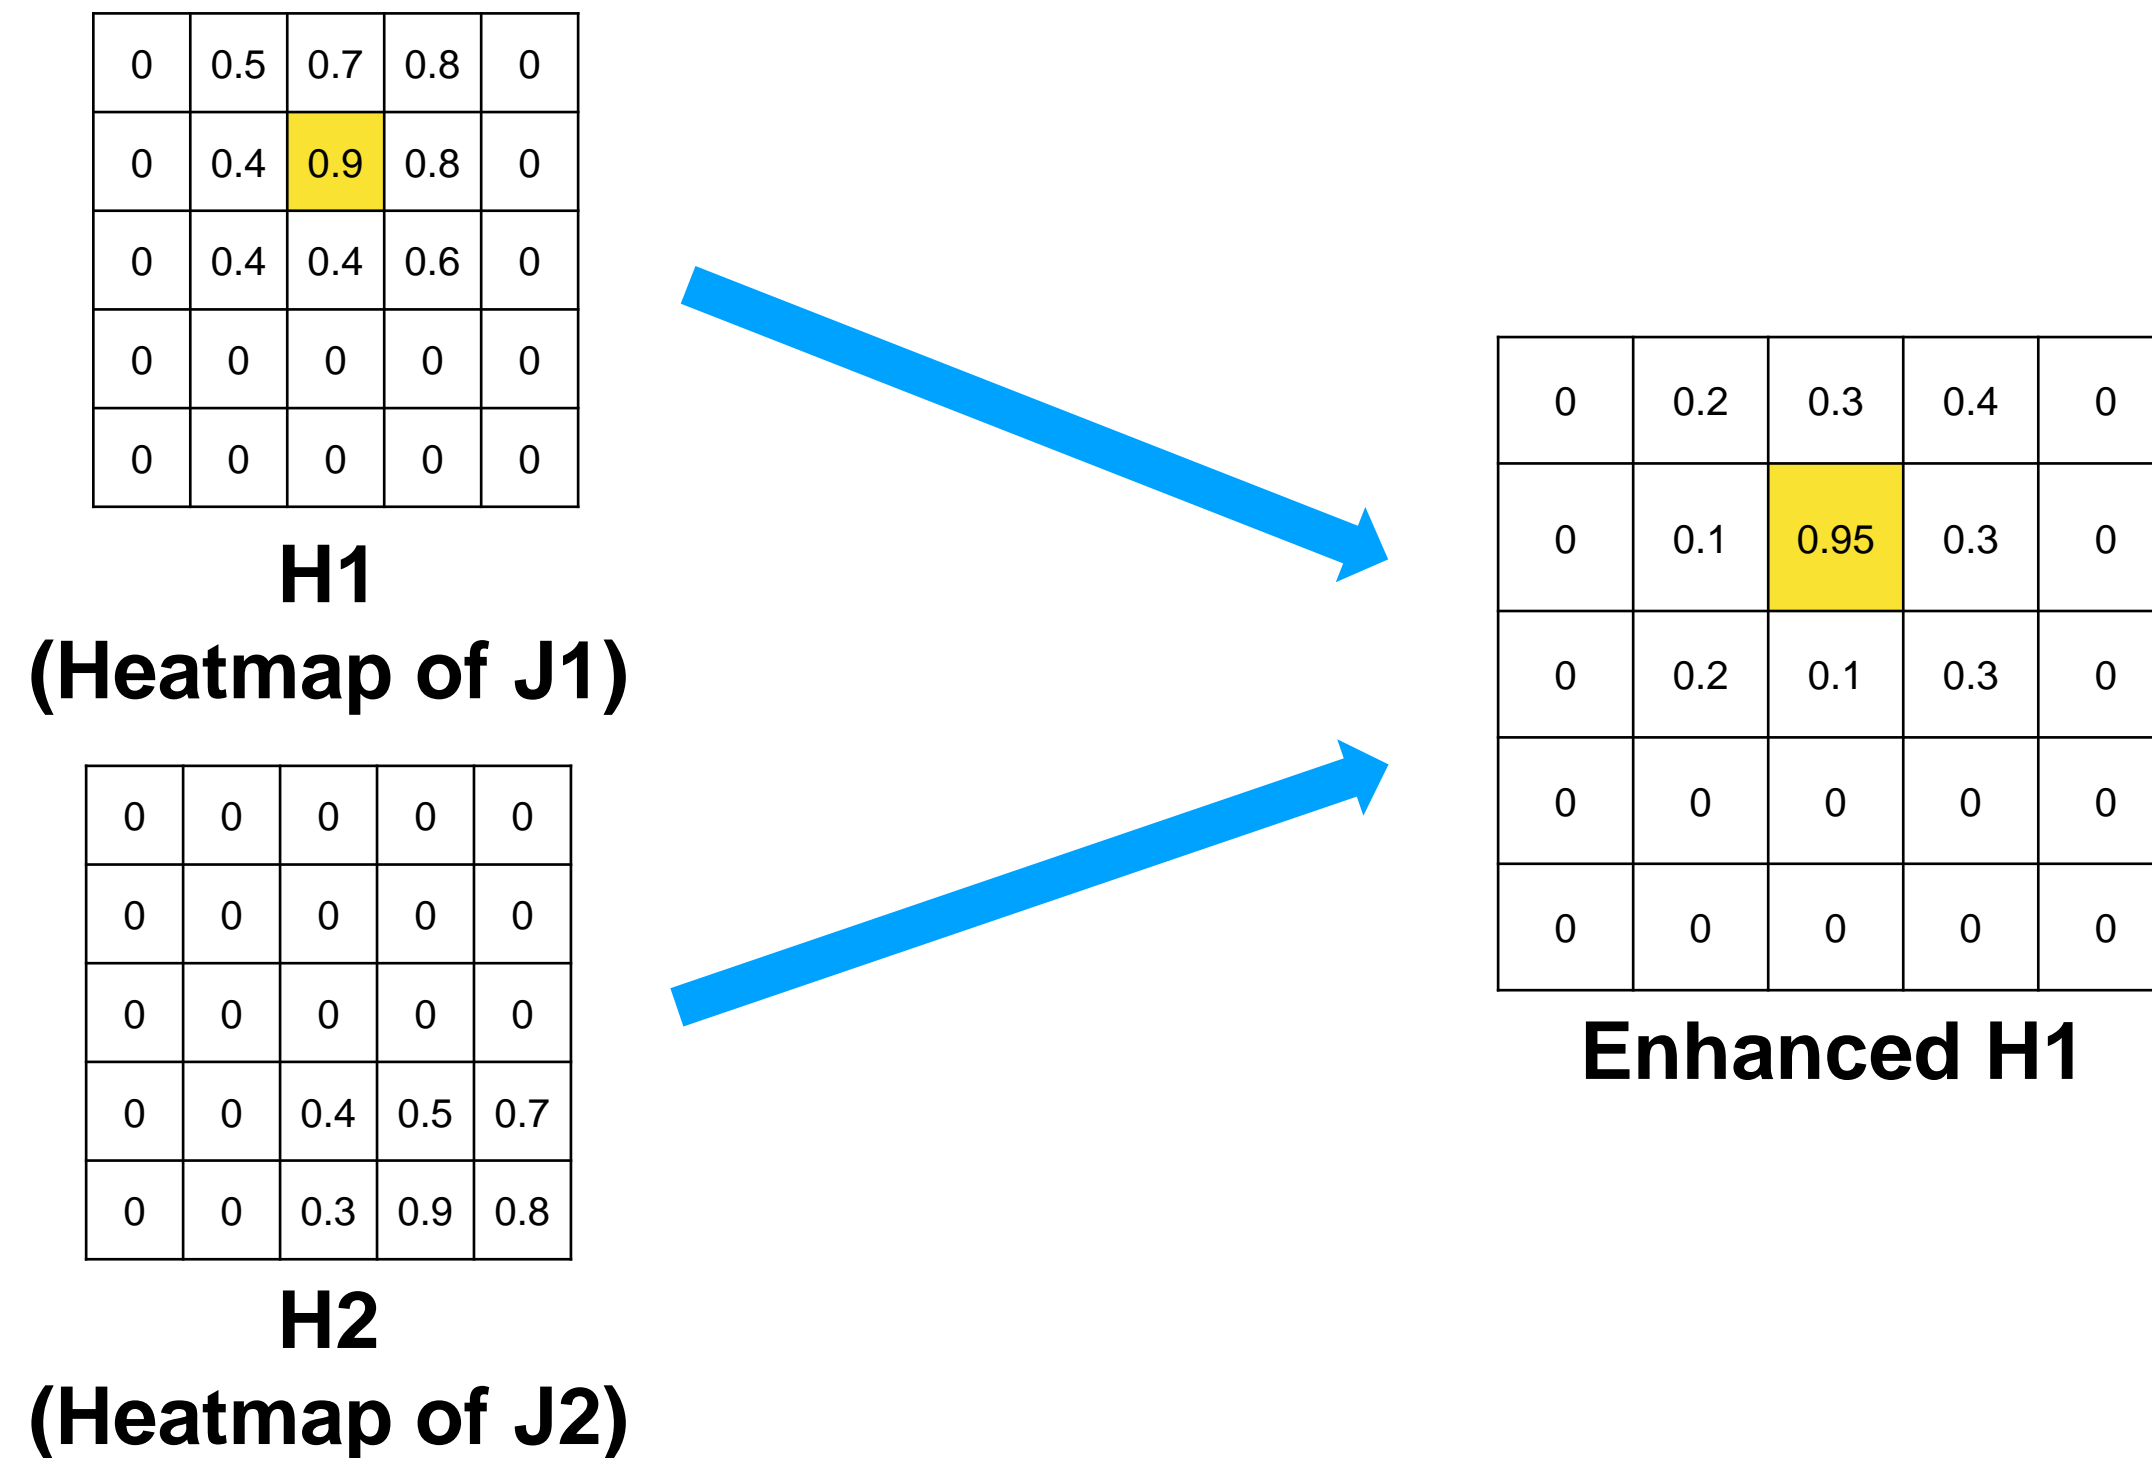 0 0.5 0.7 0.8 0
0 0.4 0.9 0.8 0
0 0.4 0.4 0.6 0
0 0 0 0 0
0 0 0 0 0
H1
(Heatmap of J1)
0 0 0 0 0
0 0 0 0 0
0 0 0 0 0
0 0 0.4 0.5 0.7
0 0 0.3 0.9 0.8
H2
(Heatmap of J2)
0 0.2 0.3 0.4 0
0 0.1 0.95 0.3 0
0 0.2 0.1 0.3 0
0 0 0 0 0
0 0 0 0 0
Enhanced H1